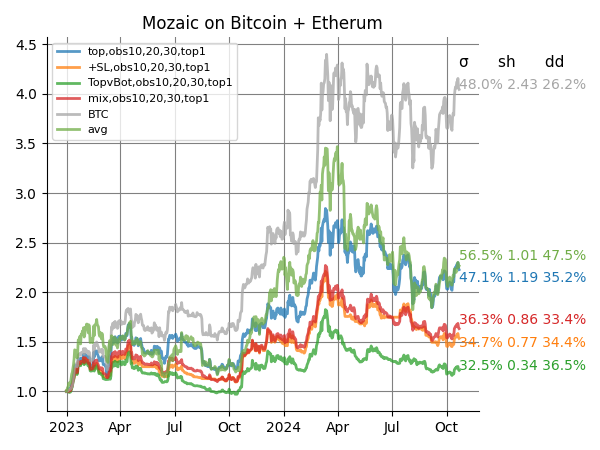 Mozaic on Bitcoin + Etherum
top,obs10,20,30,top1
+SL,obs10,20,30,top1
TopvBot,obs10,20,30,top1
mix,obs10,20,30,top1
BTC
avg
σ sh dd
48.0% 2.43 26.2%
56.5% 1.01 47.5%
47.1% 1.19 35.2%
36.3% 0.86 33.4%
34.7% 0.77 34.4%
32.5% 0.34 36.5%
4.5
4.0
3.5
3.0
2.5
2.0
1.5
1.0
2023 Apr Jul Oct 2024 Apr Jul Oct